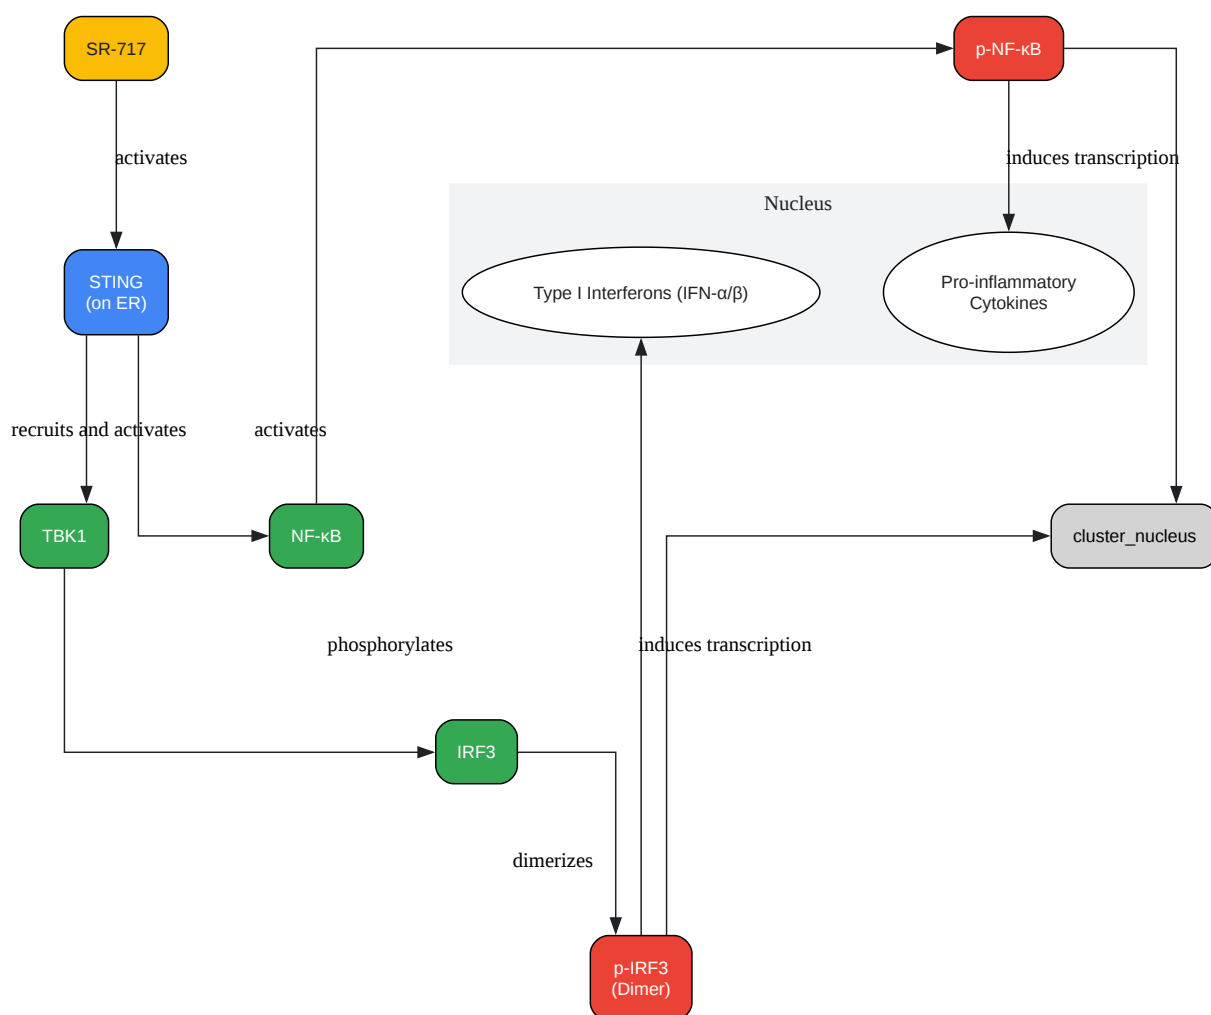 SR-717
p-NF-κB
activates
induces transcription
Nucleus
STING
(on ER)
Type I Interferons (IFN-α/β)
Pro-inflammatory
Cytokines
recruits and activates
activates
TBK1
NF-κB
cluster_nucleus
phosphorylates
induces transcription
IRF3
dimerizes
p-IRF3
(Dimer)